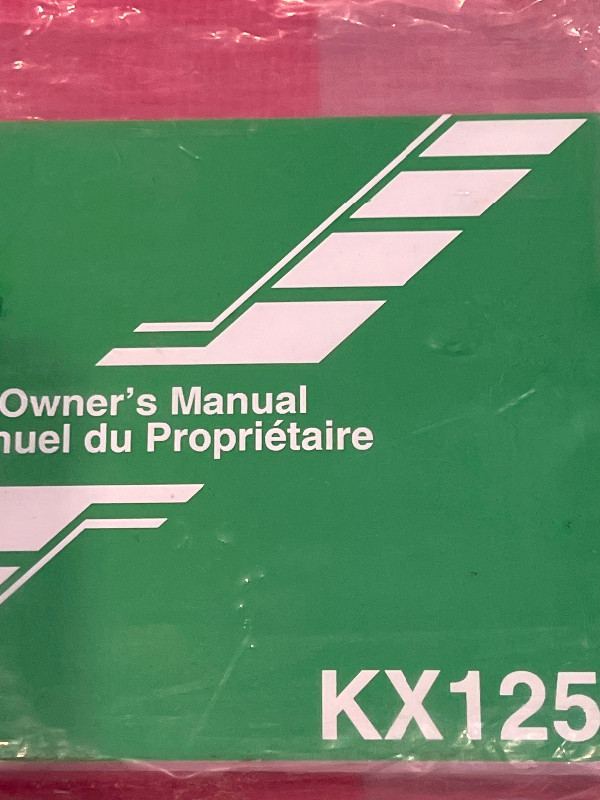 Owner's Manual
nuel du Propriétaire
KX125